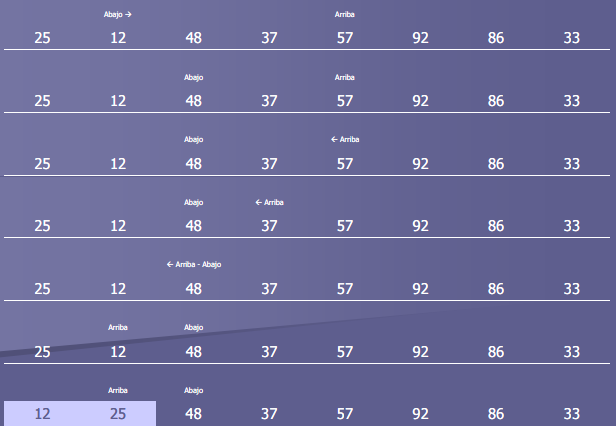 Abajo → Arriba
25 12 48 37 57 92 86 33
Abajo Arriba
25 12 48 37 57 92 86 33
Abajo ← Arriba
25 12 48 37 57 92 86 33
Abajo ← Arriba
25 12 48 37 57 92 86 33
← Arriba - Abajo
25 12 48 37 57 92 86 33
Arriba Abajo
25 12 48 37 57 92 86 33
Arriba Abajo
12 25 48 37 57 92 86 33